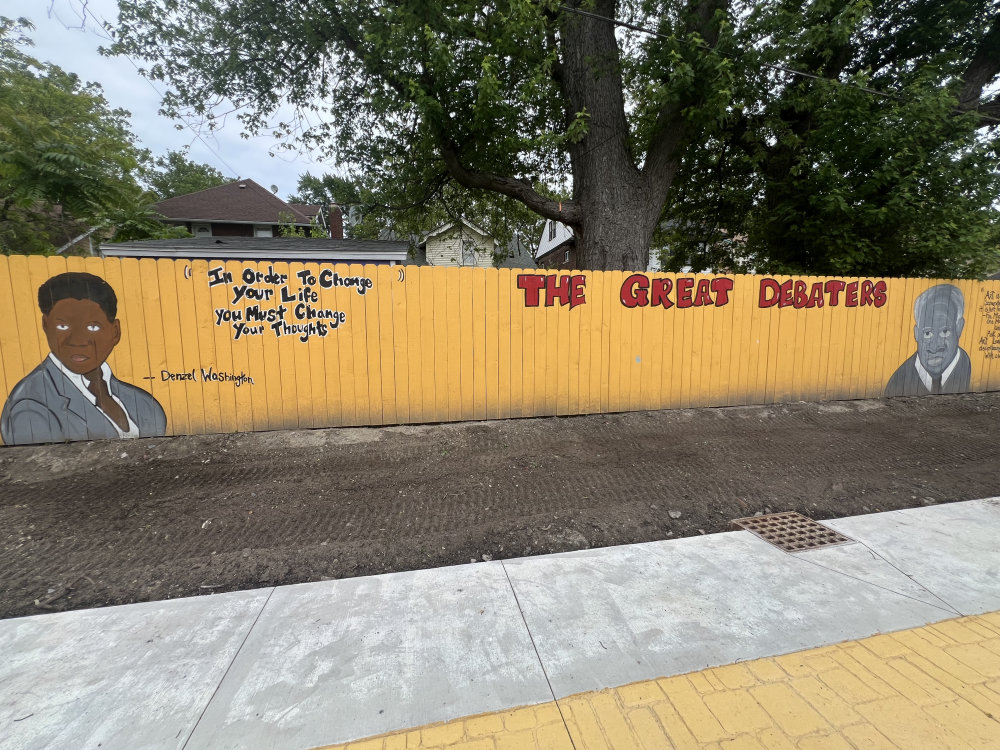 (( In Order To Change ))
Your Life
You Must Change
Your Thoughts
-- Denzel Washington
THE GREAT DEBATERS